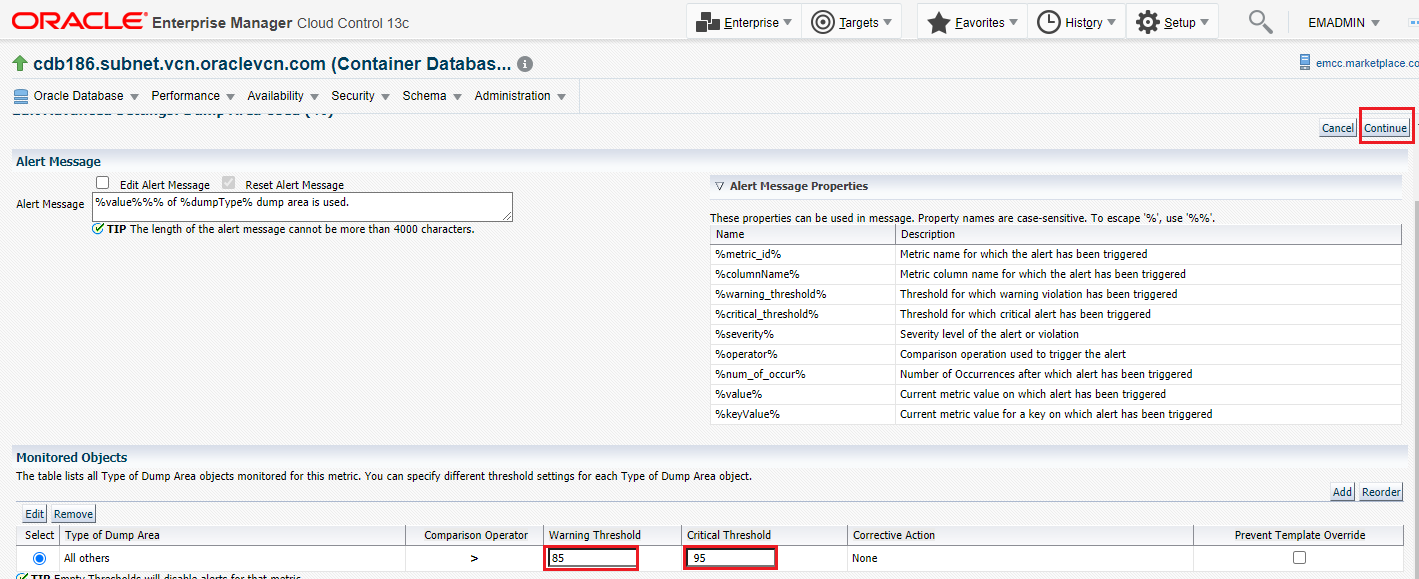 ORACLE Enterprise Manager Cloud Control 13c
Enterprise Targets Favorites History Setup EMADMIN
cdb186.subnet.vcn.oraclevcn.com (Container Databas...
emcc.marketplace.co
Oracle Database Performance Availability Security Schema Administration
Cancel Continue
Alert Message
Edit Alert Message Reset Alert Message
Alert Message %value%%% of %dumpType% dump area is used.
TIP The length of the alert message cannot be more than 4000 characters.
Alert Message Properties
These properties can be used in message. Property names are case-sensitive. To escape '%', use '%%'.
Name Description
%metric_id% Metric name for which the alert has been triggered
%columnName% Metric column name for which the alert has been triggered
%warning_threshold% Threshold for which warning violation has been triggered
%critical_threshold% Threshold for which critical alert has been triggered
%severity% Severity level of the alert or violation
%operator% Comparison operation used to trigger the alert
%num_of_occur% Number of Occurrences after which alert has been triggered
%value% Current metric value on which alert has been triggered
%keyValue% Current metric value for a key on which alert has been triggered
Monitored Objects
The table lists all Type of Dump Area objects monitored for this metric. You can specify different threshold settings for each Type of Dump Area object.
Add Reorder
Edit Remove
Select Type of Dump Area Comparison Operator Warning Threshold Critical Threshold Corrective Action Prevent Template Override
All others > 85 95 None
TIP Empty Thresholds will disable alerts for that metric.